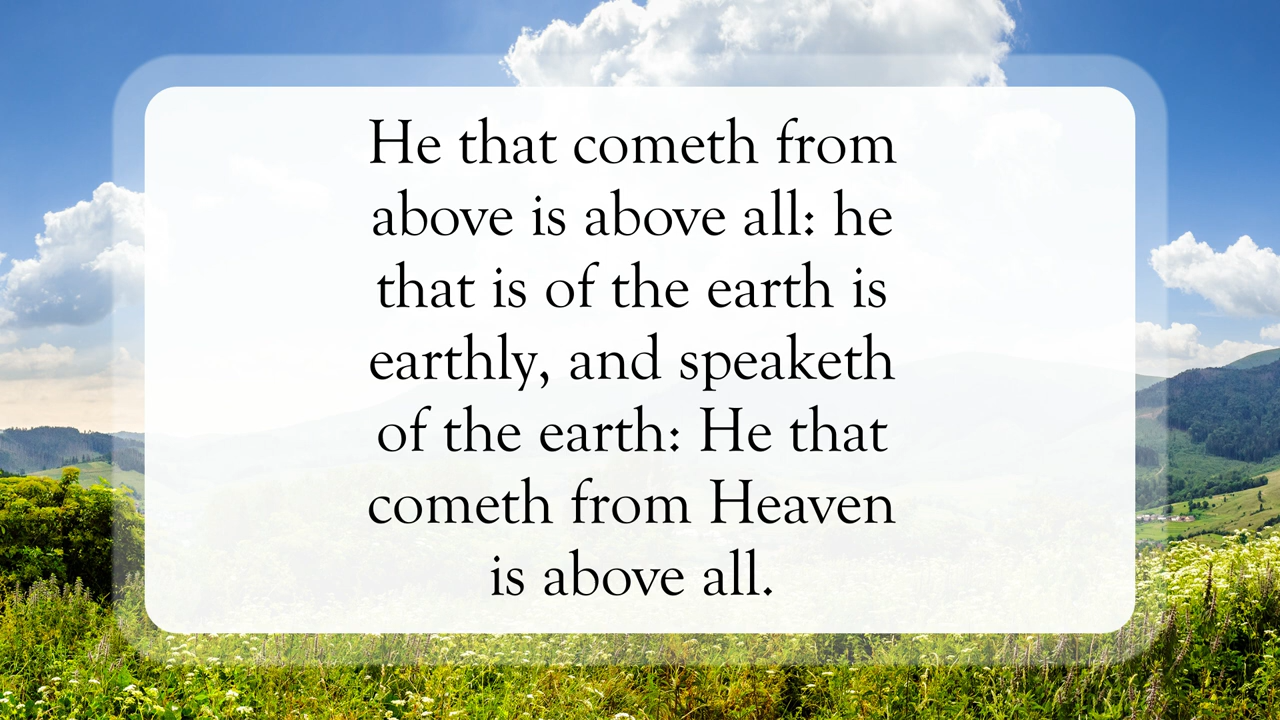 He that cometh from
above is above all: he
that is of the earth is
earthly, and speaketh
of the earth: He that
cometh from Heaven
is above all.